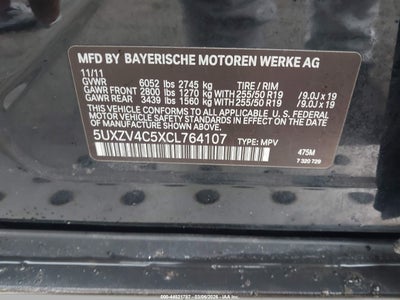 MFD BY BAYERISCHE MOTOREN WERKE AG
11/11
GVWR 6052 lbs 2745 kg TIRE / RIM
GAWR FRONT 2800 lbs 1270 kg WITH 255/50 R19 / 9.0J x 19
GAWR REAR 3439 lbs 1560 kg WITH 255/50 R19 / 9.0J x 19
THIS VEHICLE CONFORMS TO ALL APPLICABLE
U.S. FEDERAL MOTOR VEHICLE SAFETY
STANDARDS IN EFFECT ON THE DATE OF
MANUFACTURE SHOWN ABOVE.
5UXZV4C5XCL764107 TYPE: MPV
475M
7 320 729